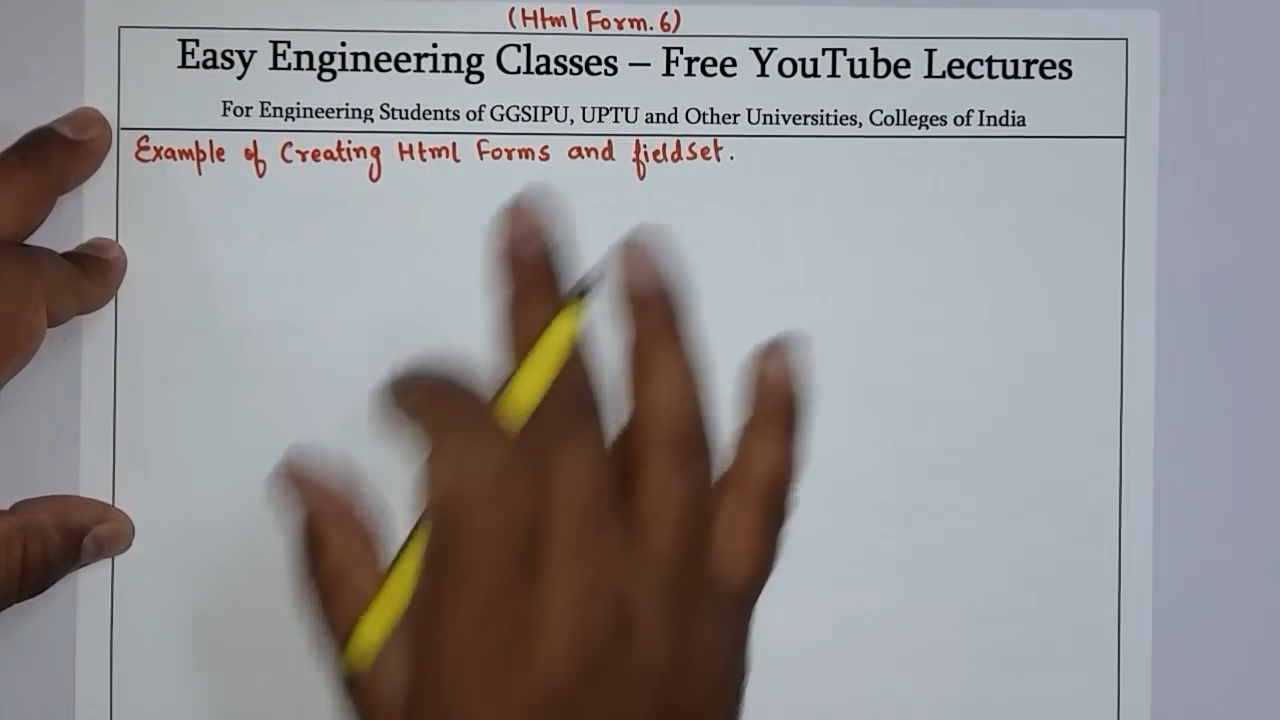 (Html Form. 6)
Easy Engineering Classes – Free YouTube Lectures
For Engineering Students of GGSIPU, UPTU and Other Universities, Colleges of India
Example of Creating Html Forms and fieldset.